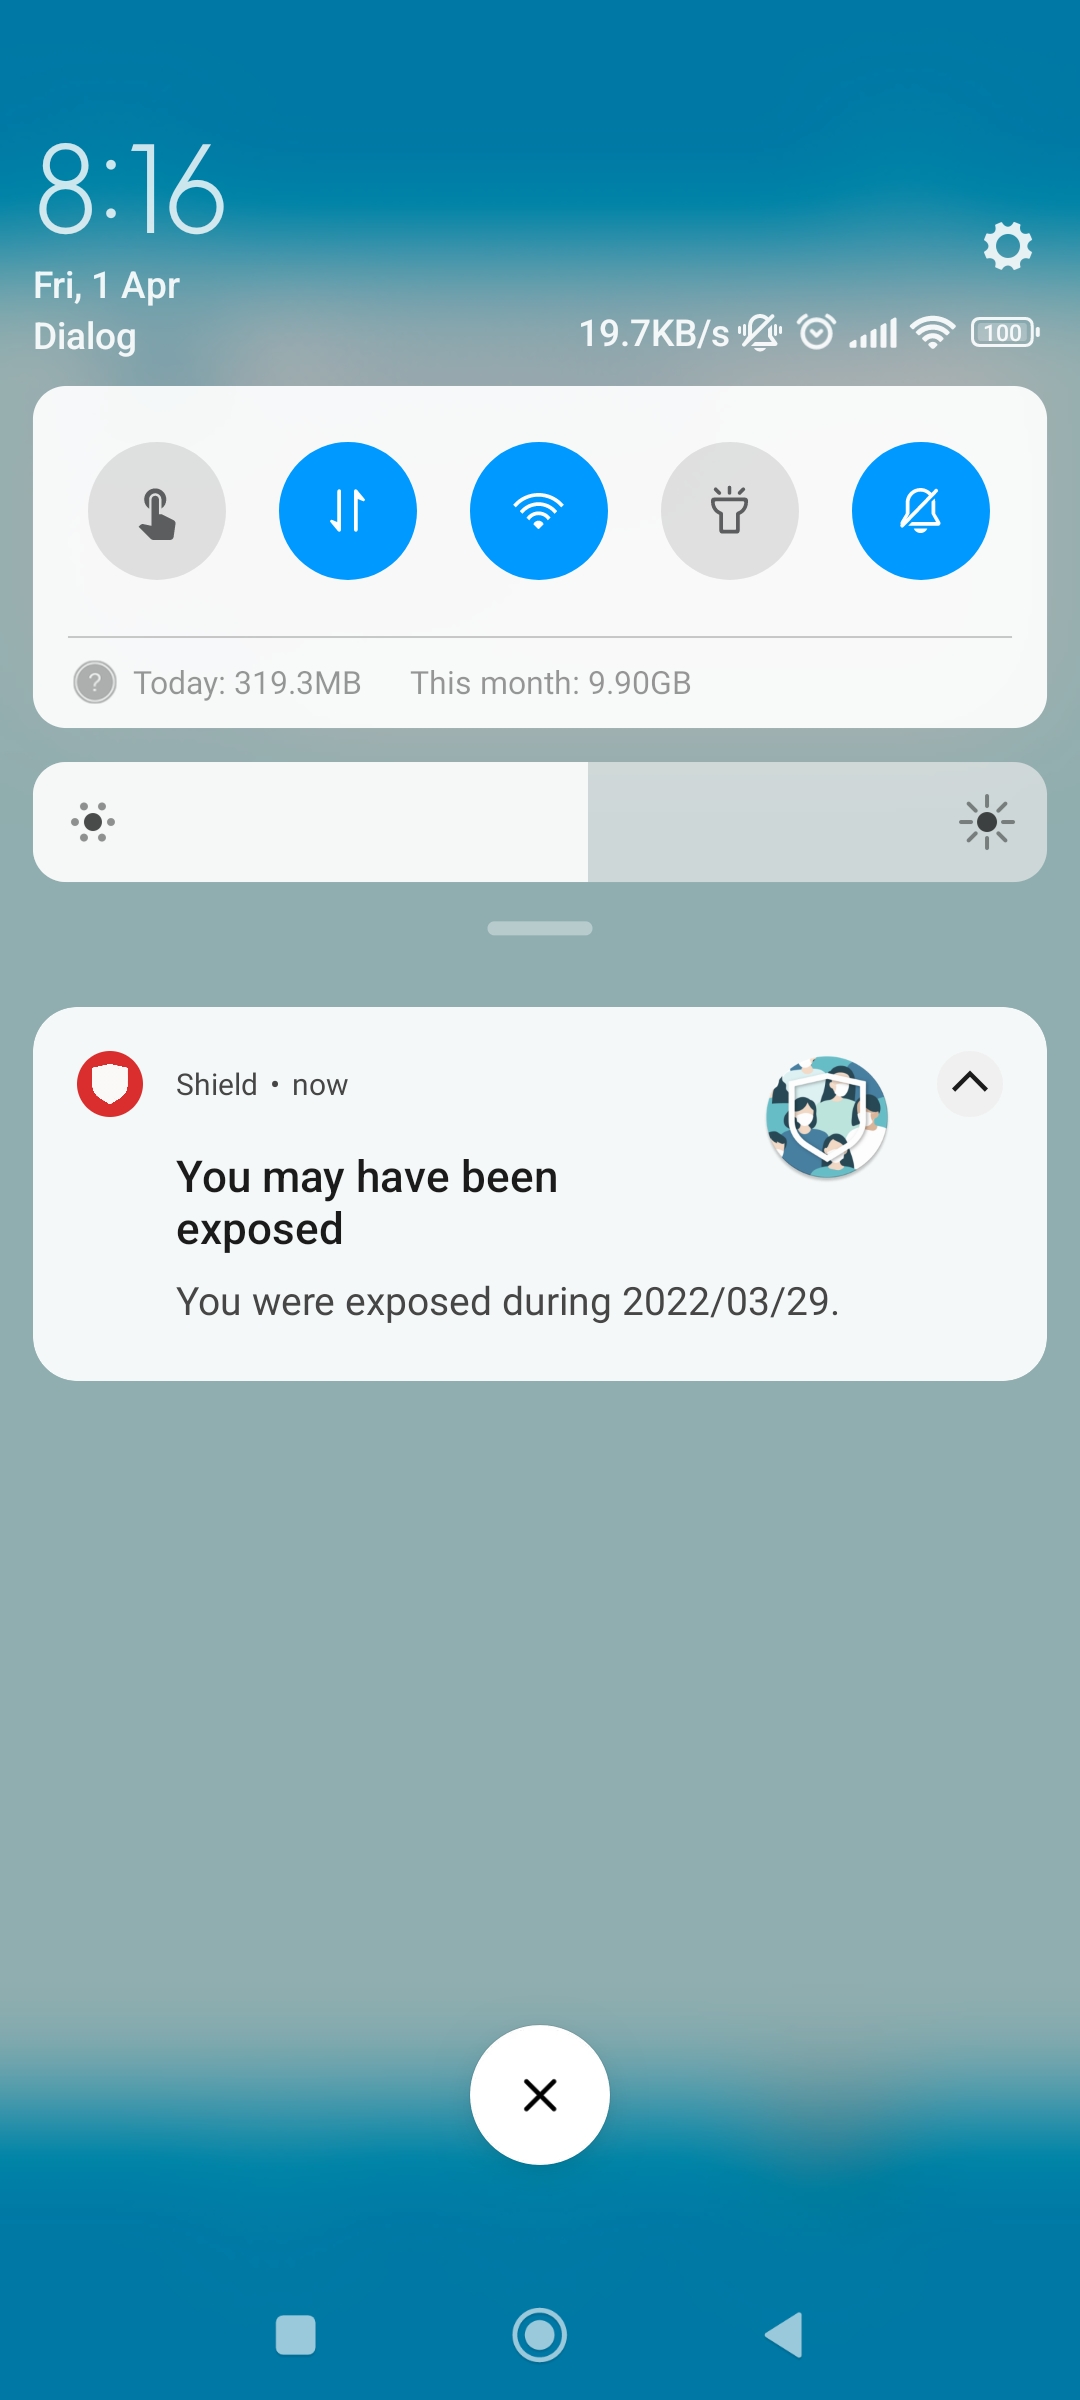 8:16
Fri, 1 Apr
Dialog
19.7KB/s
100
? Today: 319.3MB This month: 9.90GB
Shield • now
You may have been
exposed
You were exposed during 2022/03/29.